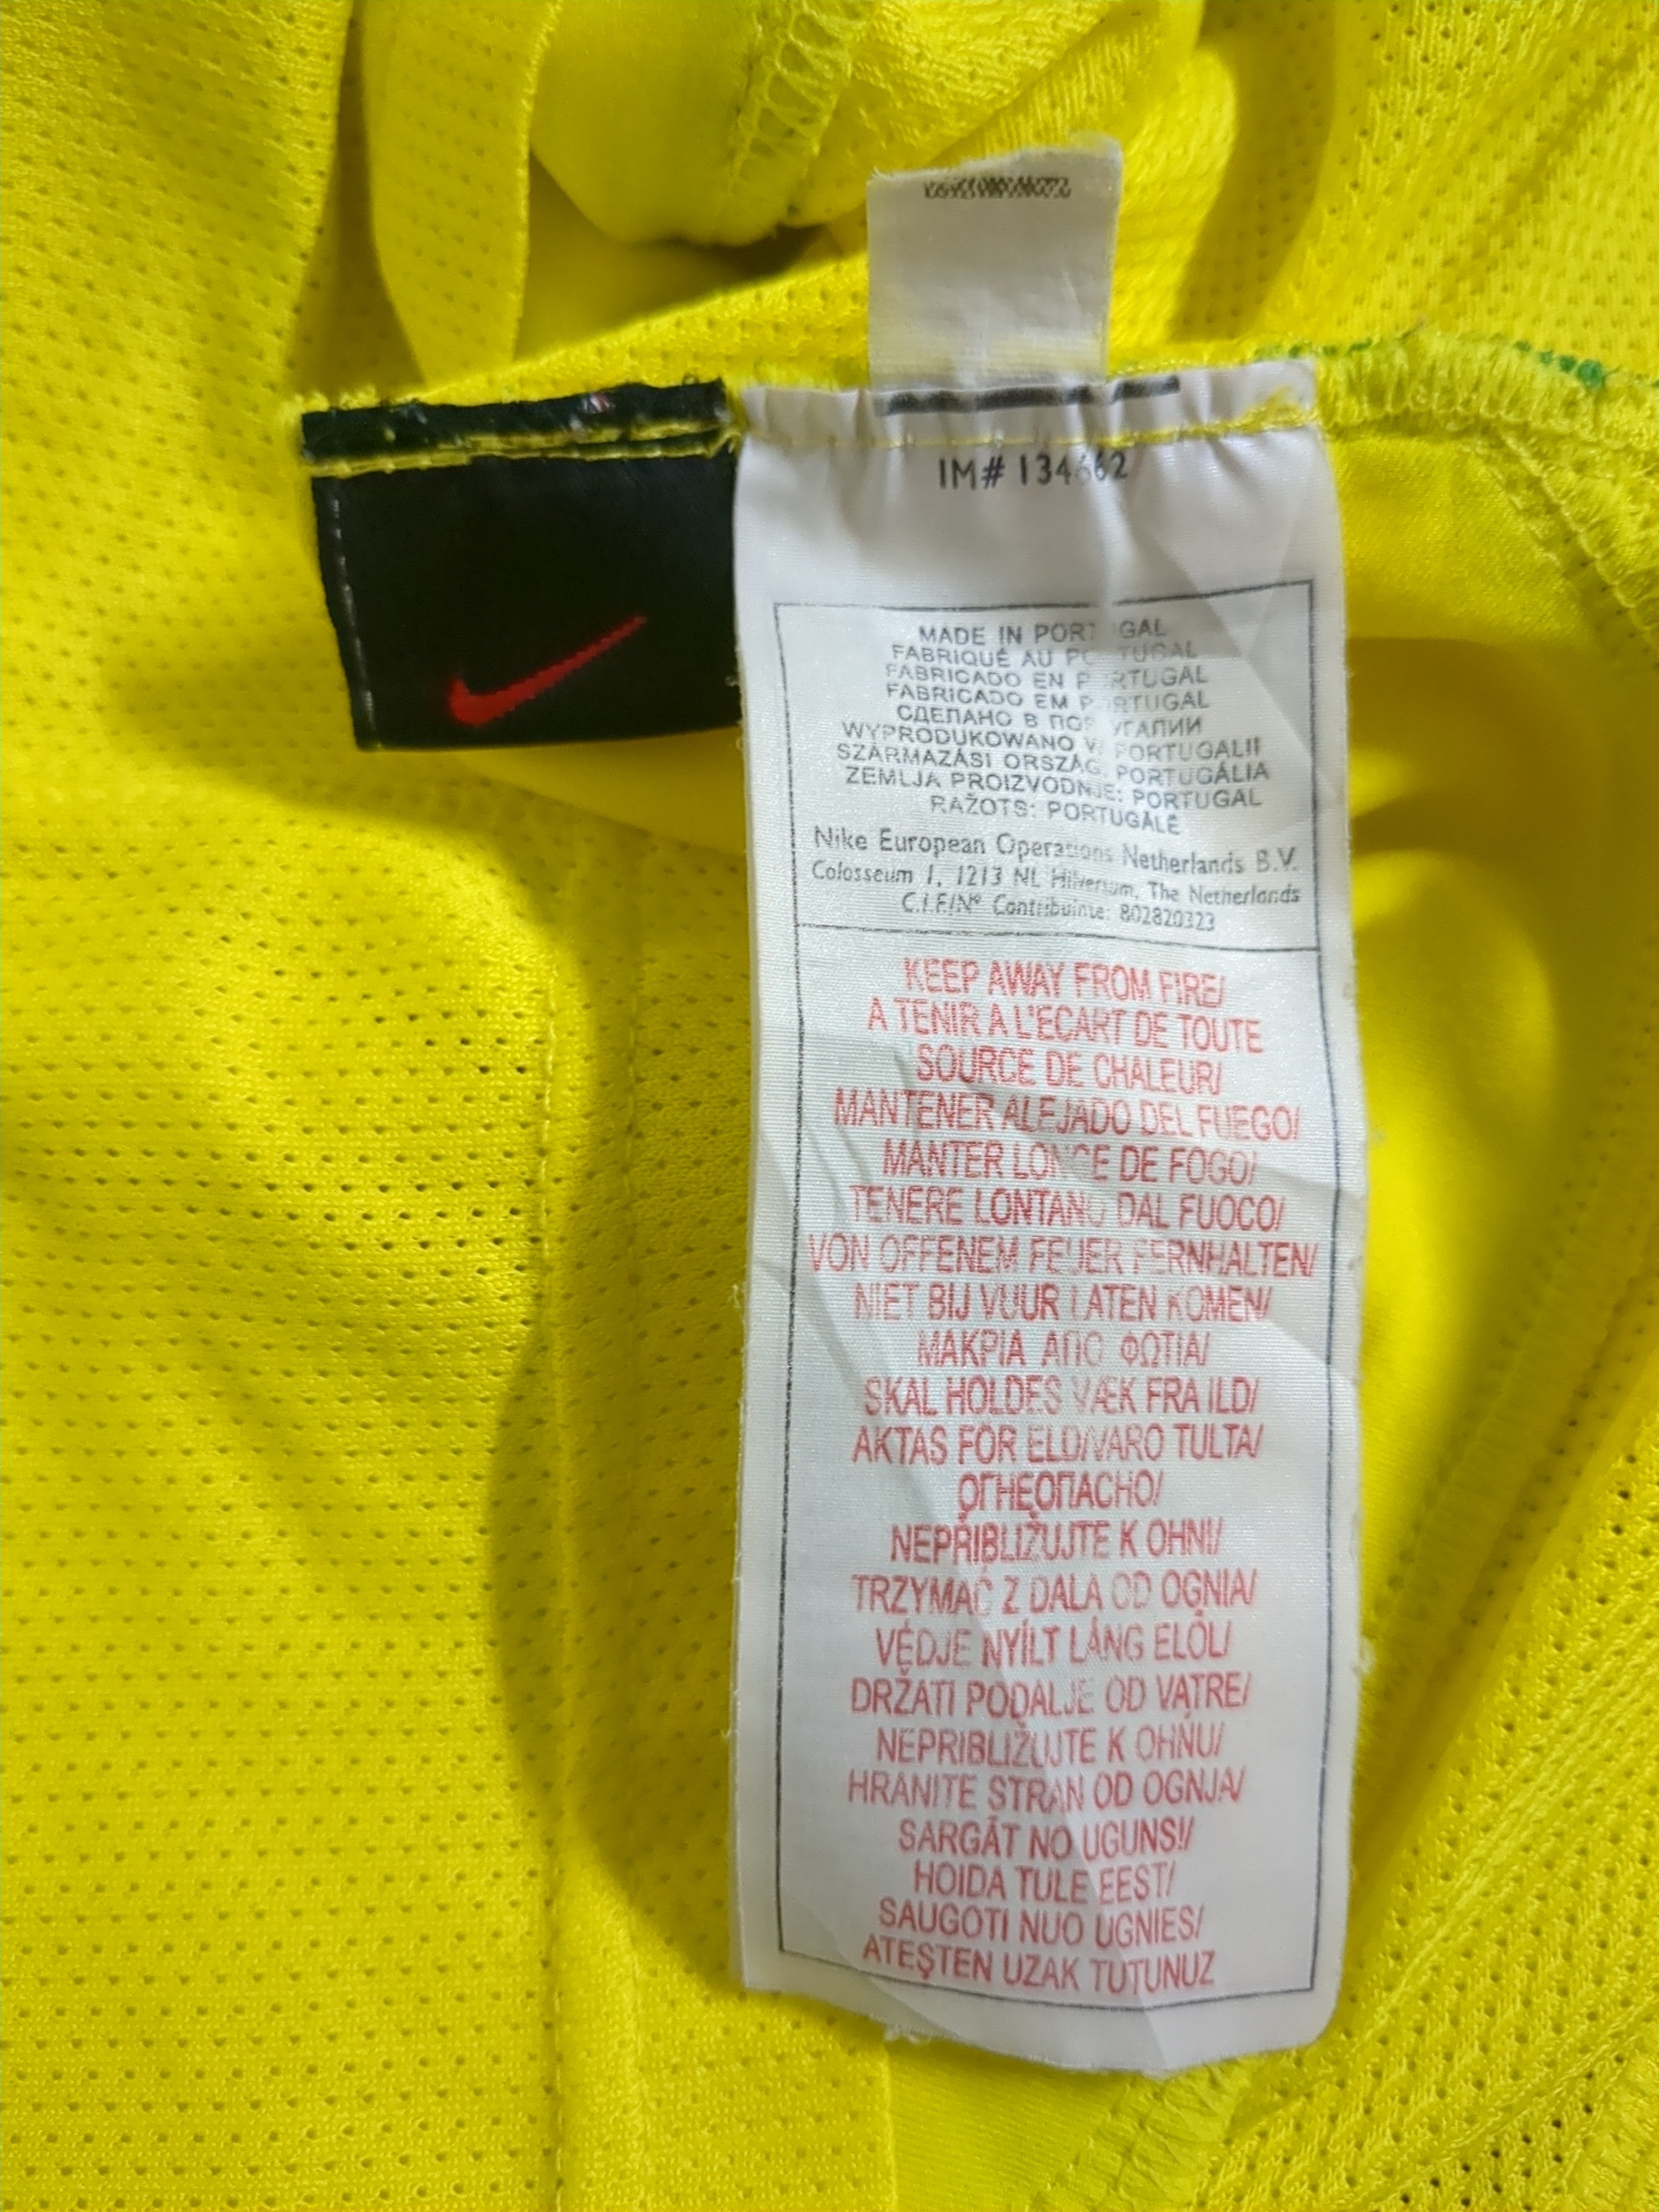 IM# 134662
MADE IN PORTUGAL
FABRIQUÉ AU PORTUGAL
FABRICADO EN PORTUGAL
FABRICADO EM PORTUGAL
СДЕЛАНО В ПОРТУГАЛИИ
WYPRODUKOWANO W PORTUGALII
SZÁRMAZÁSI ORSZÁG, PORTUGÁLIA
ZEMLJA PROIZVODNJE: PORTUGAL
RAŽOTS: PORTUGĀLĒ
Nike European Operations Netherlands B.V.
Colosseum 1, 1213 NL Hilversum, The Netherlands
C.I.F/Nº Contribuinte: 802820323
KEEP AWAY FROM FIRE/
A TENIR A L'ECART DE TOUTE
SOURCE DE CHALEUR/
MANTENER ALEJADO DEL FUEGO/
MANTER LONGE DE FOGO/
TENERE LONTANO DAL FUOCO/
VON OFFENEM FEUER FERNHALTEN/
NIET BIJ VUUR LATEN KOMEN/
ΜΑΚΡΙΑ ΑΠΟ ΦΩΤΙΑ/
SKAL HOLDES VÆK FRA ILD/
AKTAS FÖR ELD/VARO TULTA/
ОГНЕОПАСНО/
NEPŘIBLIŽUJTE K OHNI/
TRZYMAĆ Z DALA OD OGNIA/
VÉDJE NYÍLT LÁNG ELŐL/
DRŽATI PODALJE OD VATRE/
NEPRIBLIŽUJTE K OHŇU/
HRANITE STRAN OD OGNJA/
SARGĀT NO UGUNS!/
HOIDA TULE EEST/
SAUGOTI NUO UGNIES/
ATEŞTEN UZAK TUTUNUZ